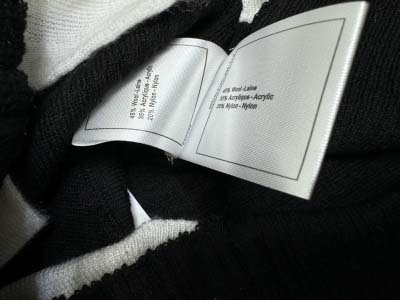 45% Wool-Laine
35% Acrylique-Acrylic
20% Nylon-Nylon
45% Wool-Laine
35% Acrylique-Acrylic
20% Nylon-Nylon